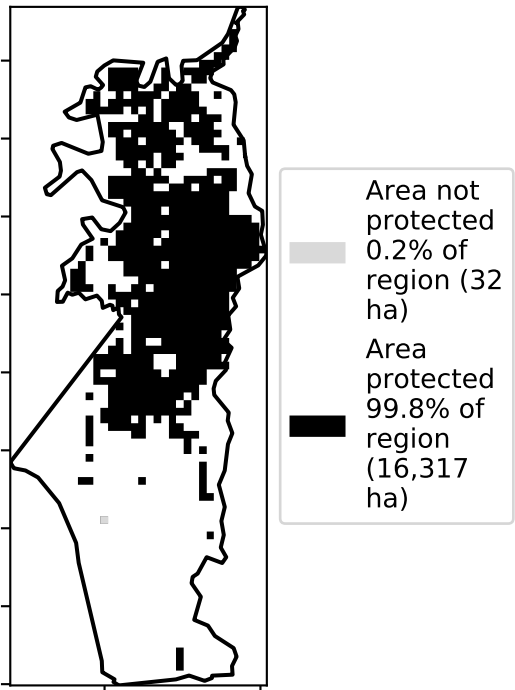 Area not
protected
0.2% of
region (32
ha)
Area
protected
99.8% of
region
(16,317
ha)